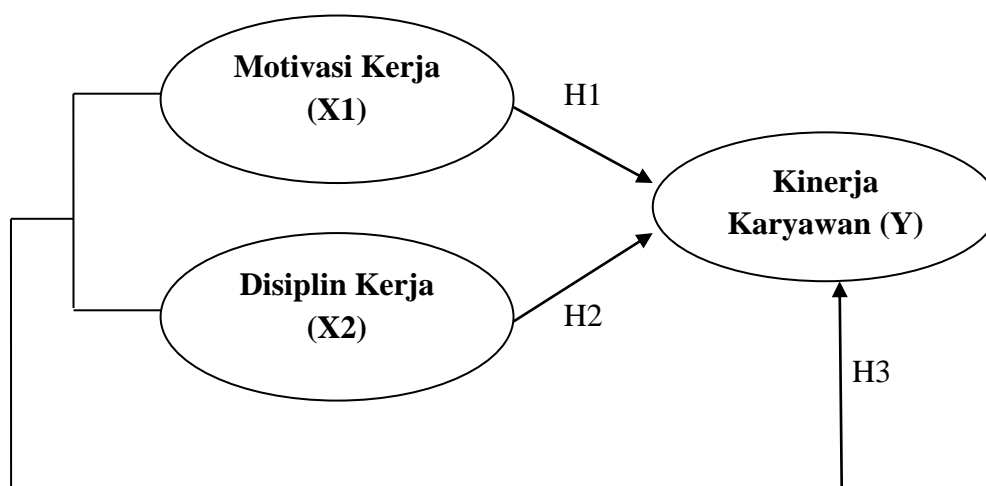 Motivasi Kerja
(X1)
H1
Kinerja
Karyawan (Y)
Disiplin Kerja
(X2)
H2
H3